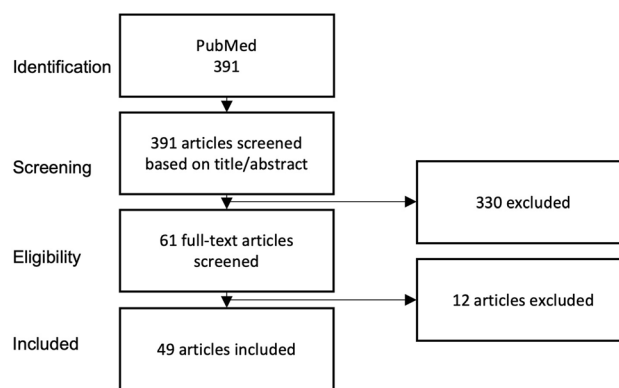 Identification
PubMed
391
Screening
391 articles screened
based on title/abstract
330 excluded
Eligibility
61 full-text articles
screened
12 articles excluded
Included
49 articles included